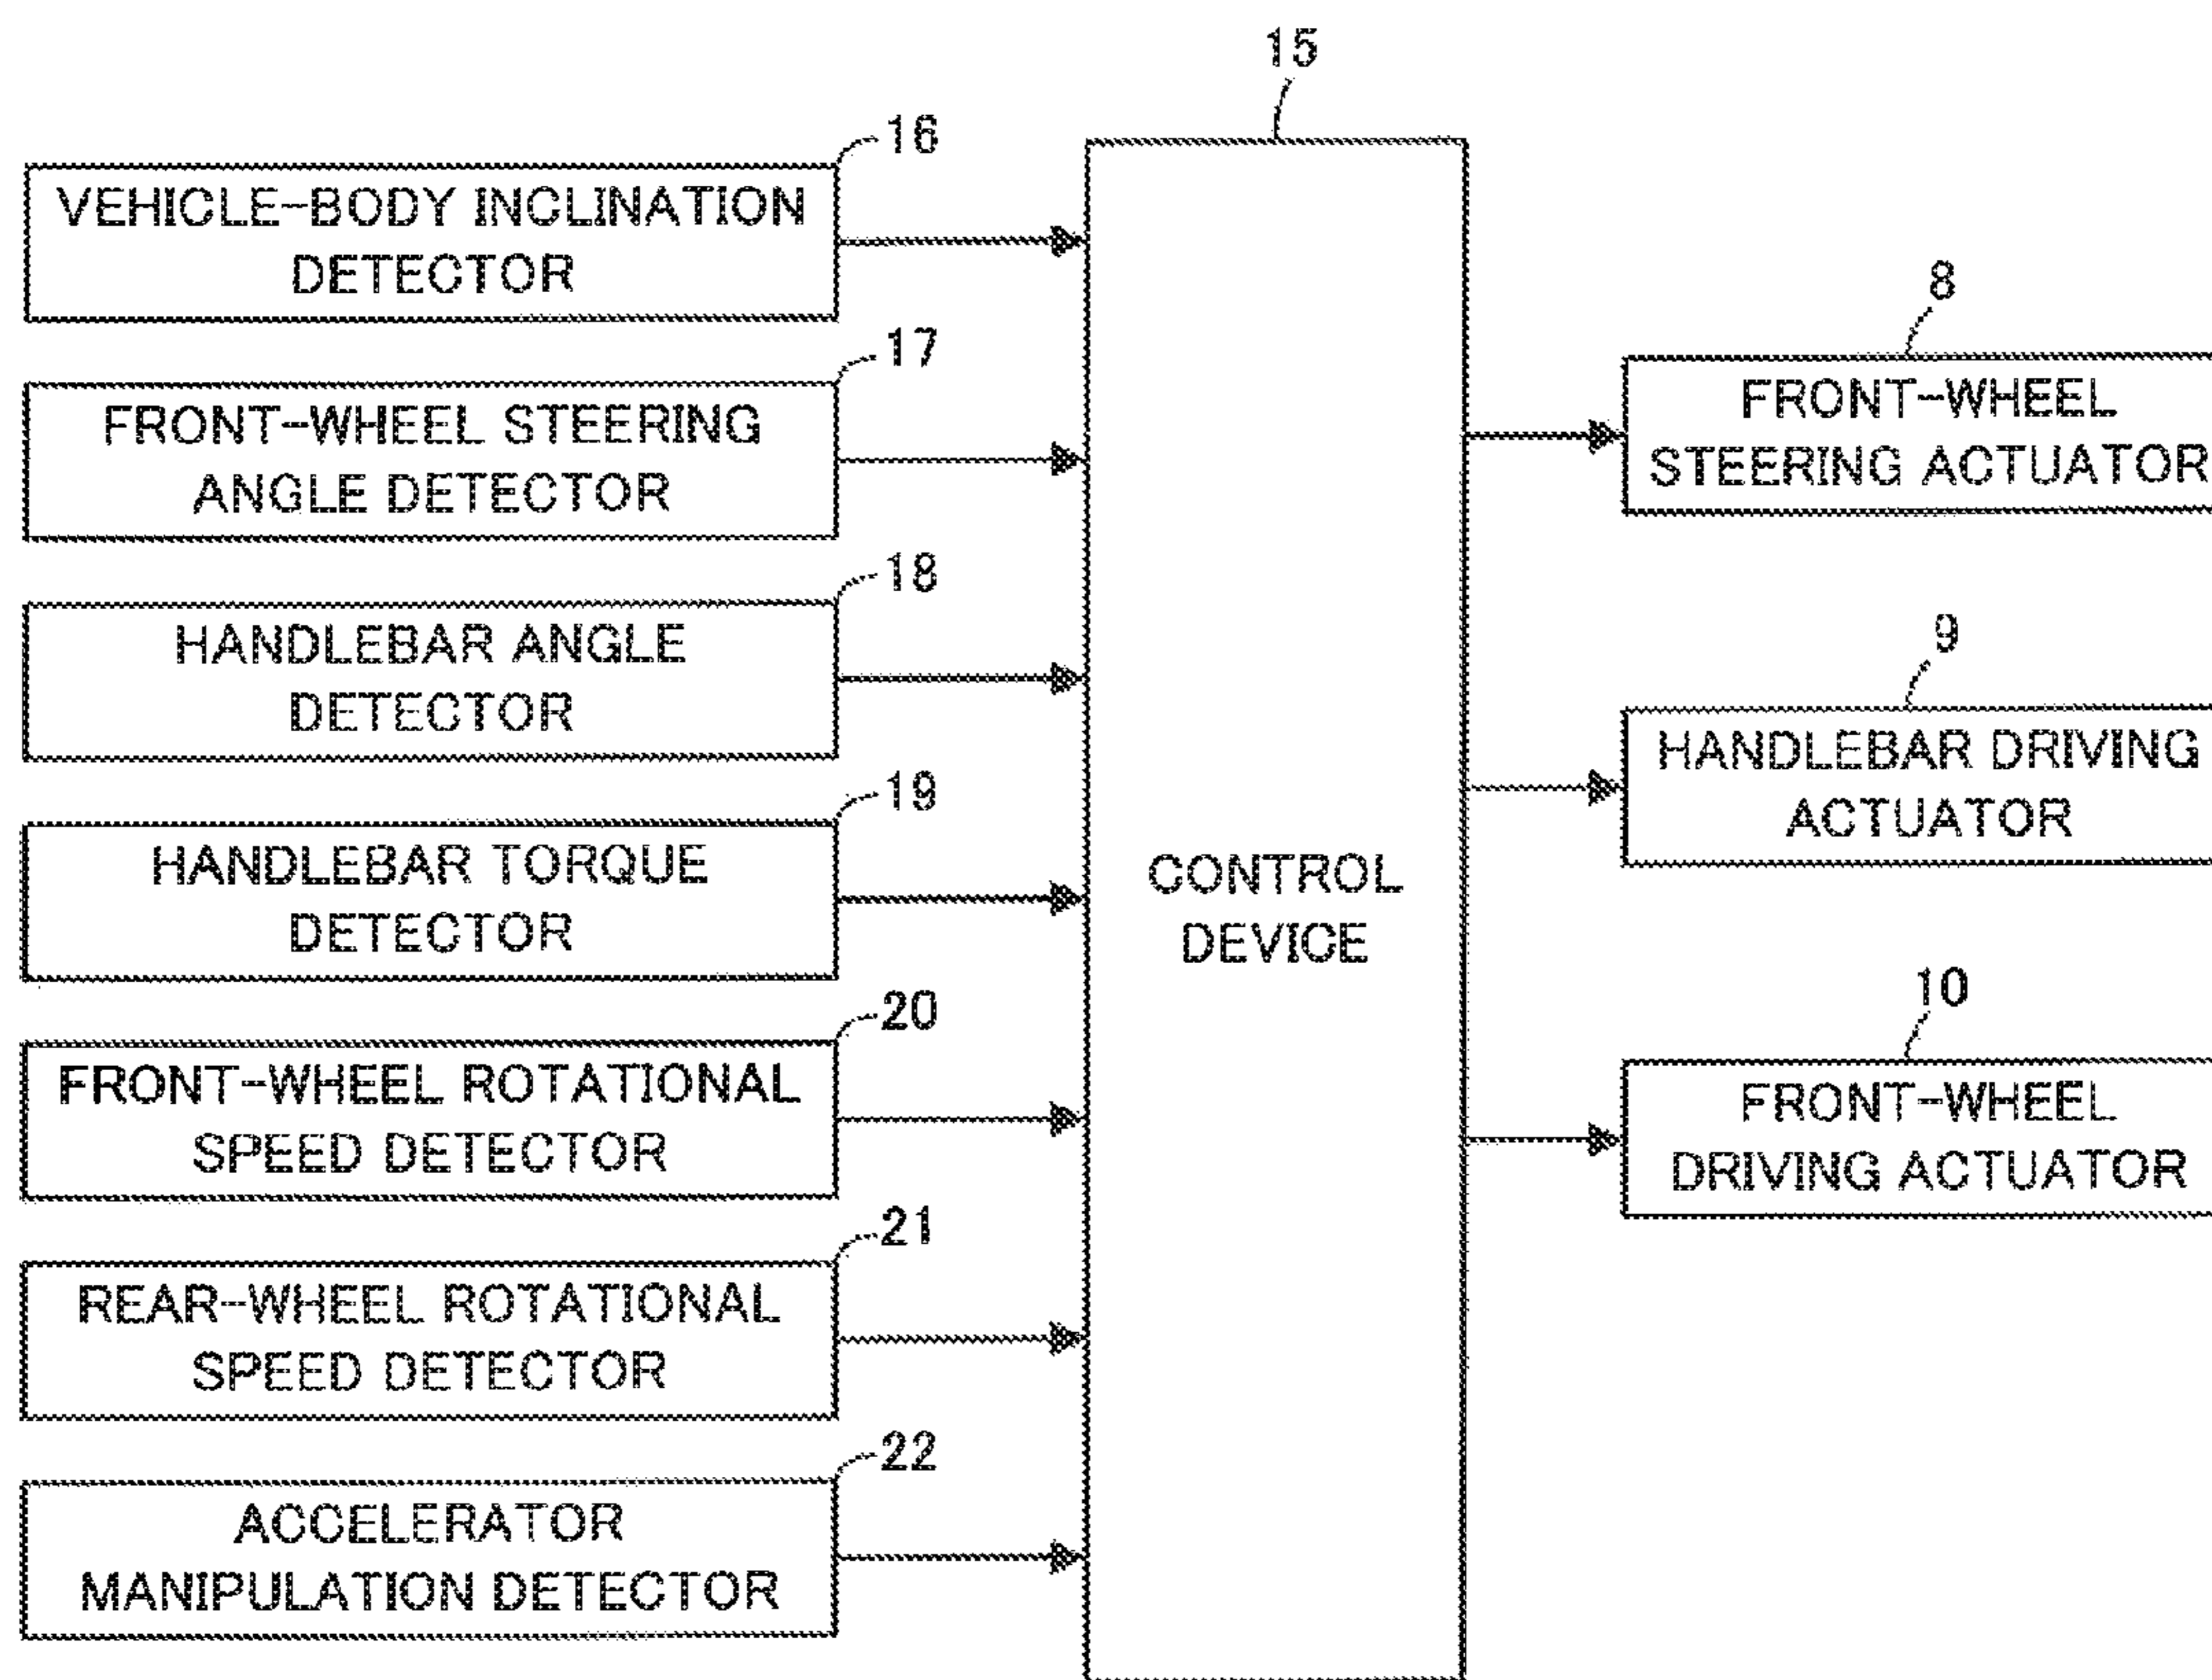 15
16
VEHICLE-BODY INCLINATION
DETECTOR
17
FRONT-WHEEL STEERING
ANGLE DETECTOR
18
HANDLEBAR ANGLE
DETECTOR
19
HANDLEBAR TORQUE
DETECTOR
20
FRONT-WHEEL ROTATIONAL
SPEED DETECTOR
21
REAR-WHEEL ROTATIONAL
SPEED DETECTOR
22
ACCELERATOR
MANIPULATION DETECTOR
CONTROL
DEVICE
8
FRONT-WHEEL
STEERING ACTUATOR
9
HANDLEBAR DRIVING
ACTUATOR
10
FRONT-WHEEL
DRIVING ACTUATOR